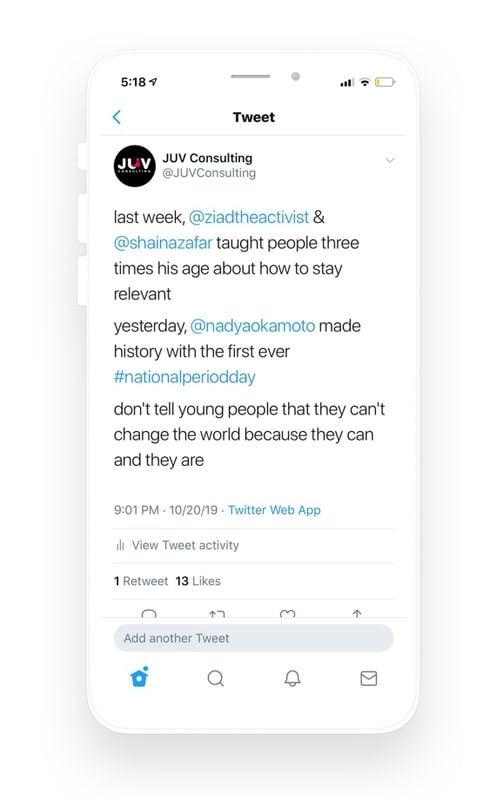 5:18
Tweet
JUV
CONSULTING
JUV Consulting
@JUVConsulting
last week, @ziadtheactivist &
@shainazafar taught people three
times his age about how to stay
relevant
yesterday, @nadyaokamoto made
history with the first ever
#nationalperiodday
don't tell young people that they can't
change the world because they can
and they are
9:01 PM · 10/20/19 · Twitter Web App
View Tweet activity
1 Retweet 13 Likes
Add another Tweet